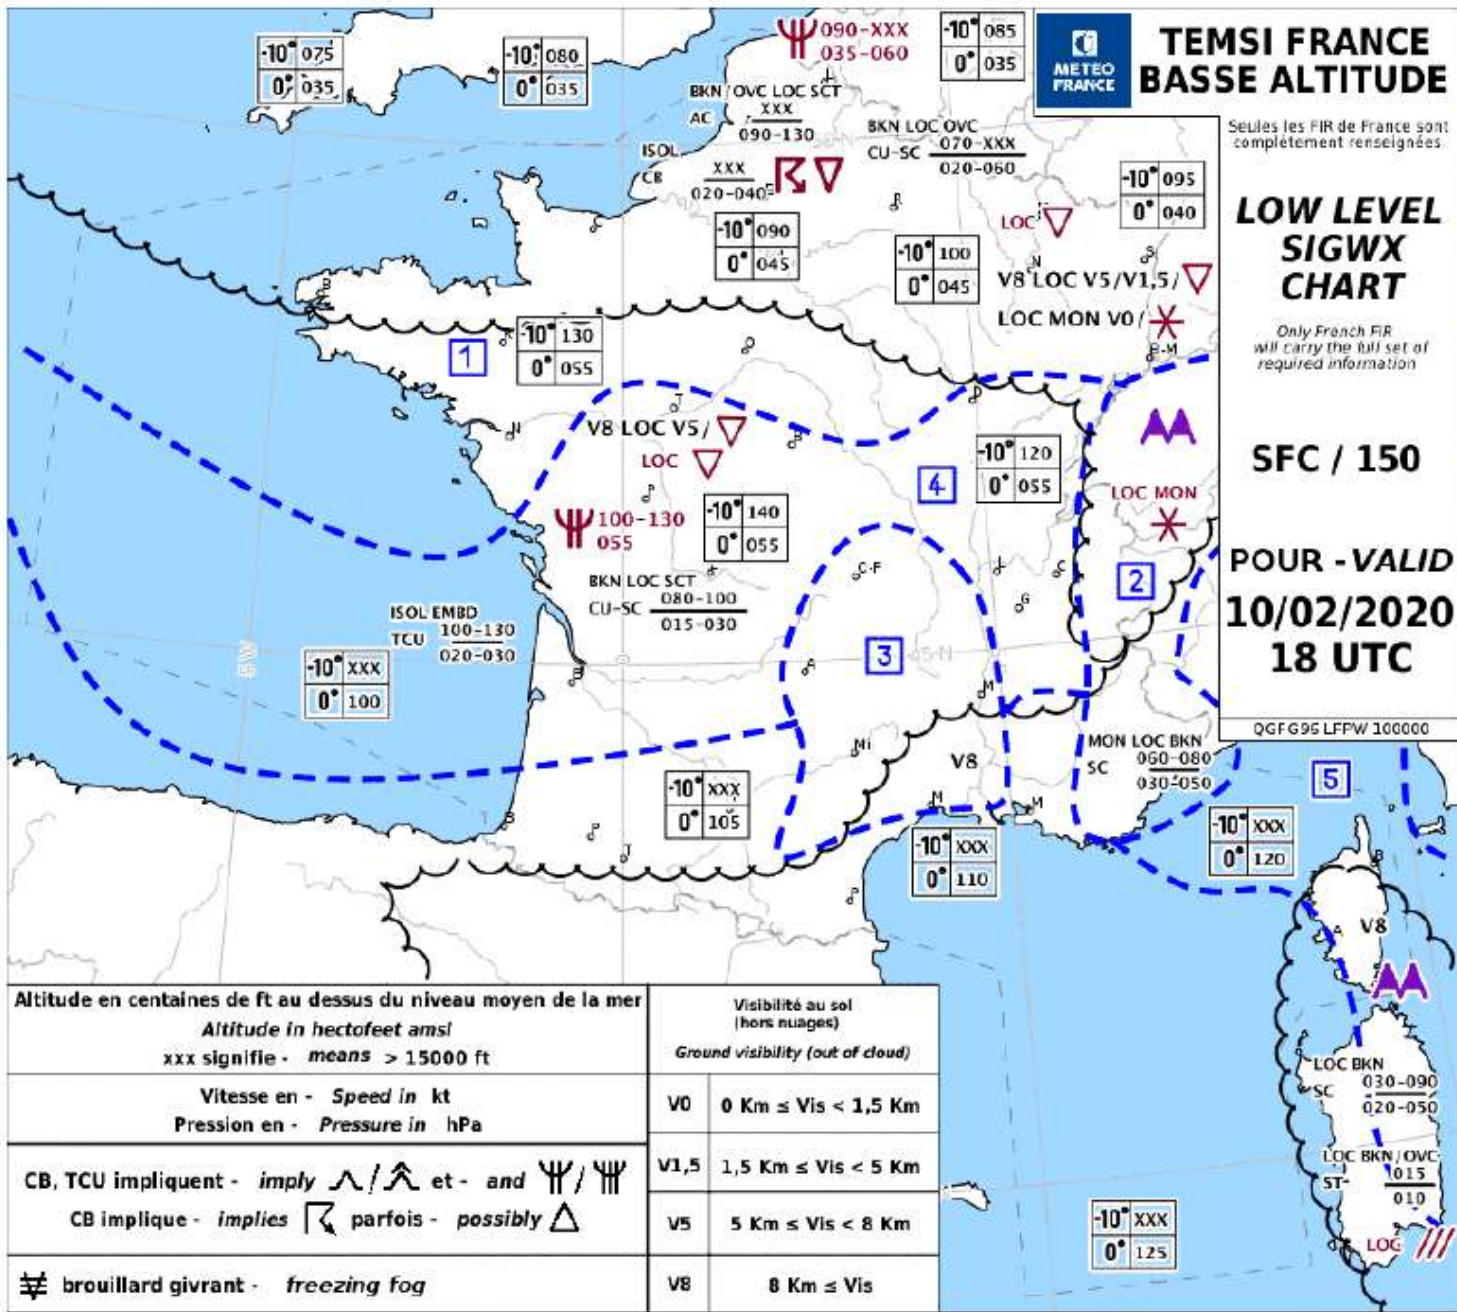 TEMSI FRANCE
BASSE ALTITUDE
METEO
FRANCE
Seules les FIR de France sont
complètement renseignées
LOW LEVEL
SIGWX
CHART
Only French FIR
will carry the full set of
required information
SFC / 150
POUR - VALID
10/02/2020
18 UTC
QGFG95 LFPW 100000
-10° 075
0° 035
-10° 080
0° 035
090-XXX
035-060
-10° 085
0° 035
BKN/OVC LOC SCT
AC XXX
090-130
ISOL
CB XXX
020-040
BKN LOC OVC
CU-SC 070-XXX
020-060
-10° 095
0° 040
LOC
-10° 090
0° 045
-10° 100
0° 045
V8 LOC V5/V1,5/
LOC MON V0/
1
-10° 130
0° 055
V8 LOC V5/
LOC
100-130
055
-10° 140
0° 055
BKN LOC SCT
CU-SC 080-100
015-030
4
-10° 120
0° 055
LOC MON
2
ISOL EMBD
TCU 100-130
020-030
-10° XXX
0° 100
3
45N
5W
0
50N
B
R
N
O
T
B
P
L
C-F
L
C
G
A
B
M
Mi
M
M
B
P
T
P
D
B-M
S
N
R
L
B
A
V8
MON LOC BKN
SC 060-080
030-050
5
-10° XXX
0° 105
-10° XXX
0° 110
-10° XXX
0° 120
V8
LOC BKN
SC 030-090
020-050
LOC BKN/OVC
ST 015
010
LOC
-10° XXX
0° 125
Altitude en centaines de ft au dessus du niveau moyen de la mer
Altitude in hectofeet amsl
xxx signifie - means > 15000 ft
Vitesse en - Speed in kt
Pression en - Pressure in hPa
CB, TCU impliquent - imply / et - and /
CB implique - implies parfois - possibly
brouillard givrant - freezing fog
Visibilité au sol
(hors nuages)
Ground visibility (out of cloud)
V0 0 Km ≤ Vis < 1,5 Km
V1,5 1,5 Km ≤ Vis < 5 Km
V5 5 Km ≤ Vis < 8 Km
V8 8 Km ≤ Vis